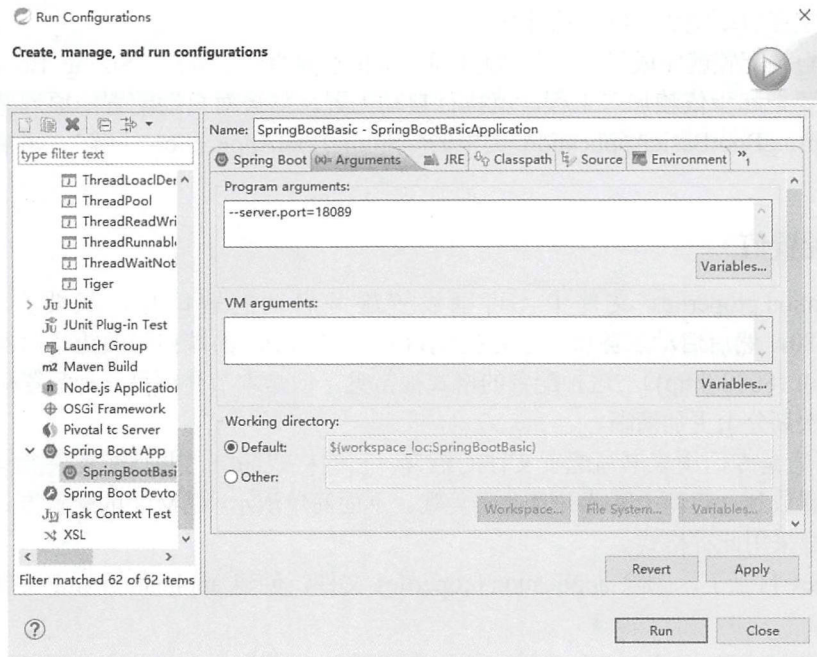 Run Configurations
Create, manage, and run configurations
type filter text
ThreadLoaclDer
ThreadPool
ThreadReadWri
ThreadRunnable
ThreadWaitNot
Tiger
JUnit
JUnit Plug-in Test
Launch Group
m2 Maven Build
Node.js Application
OSGi Framework
Pivotal tc Server
Spring Boot App
SpringBootBasi
Spring Boot Devto
Task Context Test
XSL
Filter matched 62 of 62 items
Name: SpringBootBasic - SpringBootBasicApplication
Spring Boot (x)= Arguments JRE Classpath Source Environment »1
Program arguments:
--server.port=18089
Variables...
VM arguments:
Variables...
Working directory:
Default: ${workspace_loc:SpringBootBasic}
Other:
Workspace... File System... Variables...
Revert Apply
Run Close